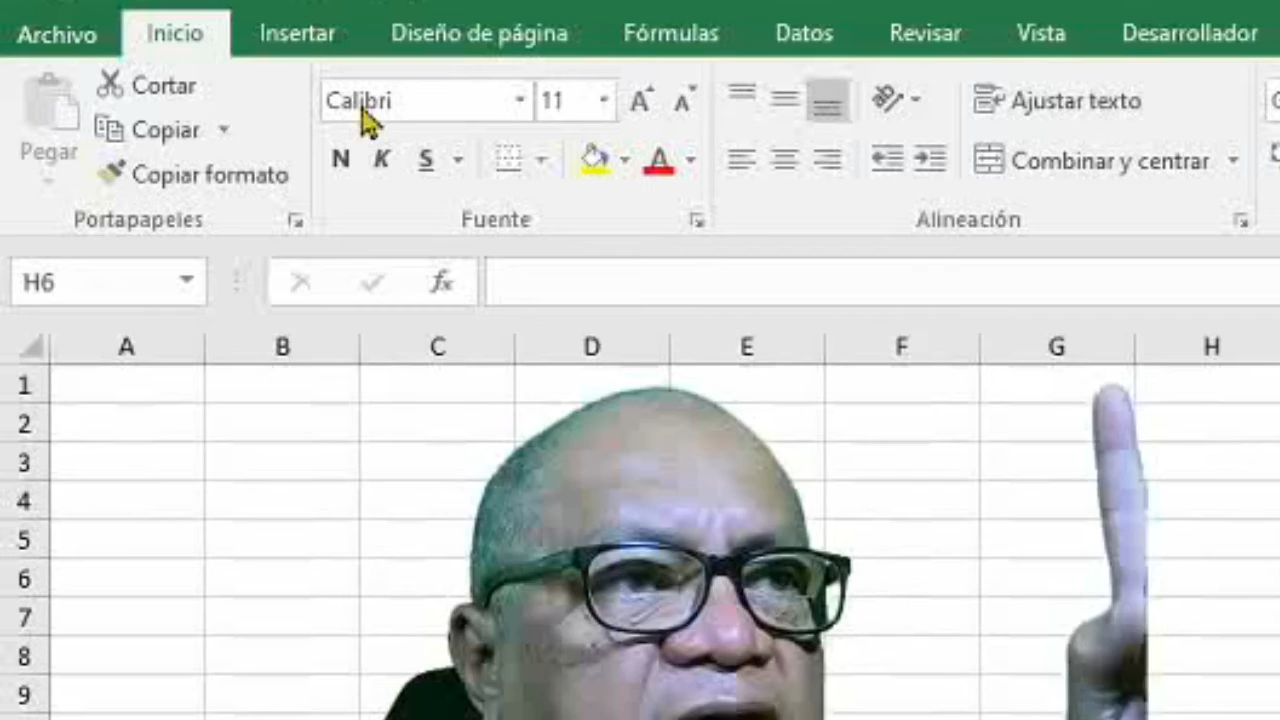 Archivo Inicio Insertar Diseño de página Fórmulas Datos Revisar Vista Desarrollador
Cortar
Copiar
Copiar formato
Pegar
Portapapeles
Calibri 11
N K S
Fuente
Ajustar texto
Combinar y centrar
Alineación
H6 fx
A B C D E F G H
1
2
3
4
5
6
7
8
9